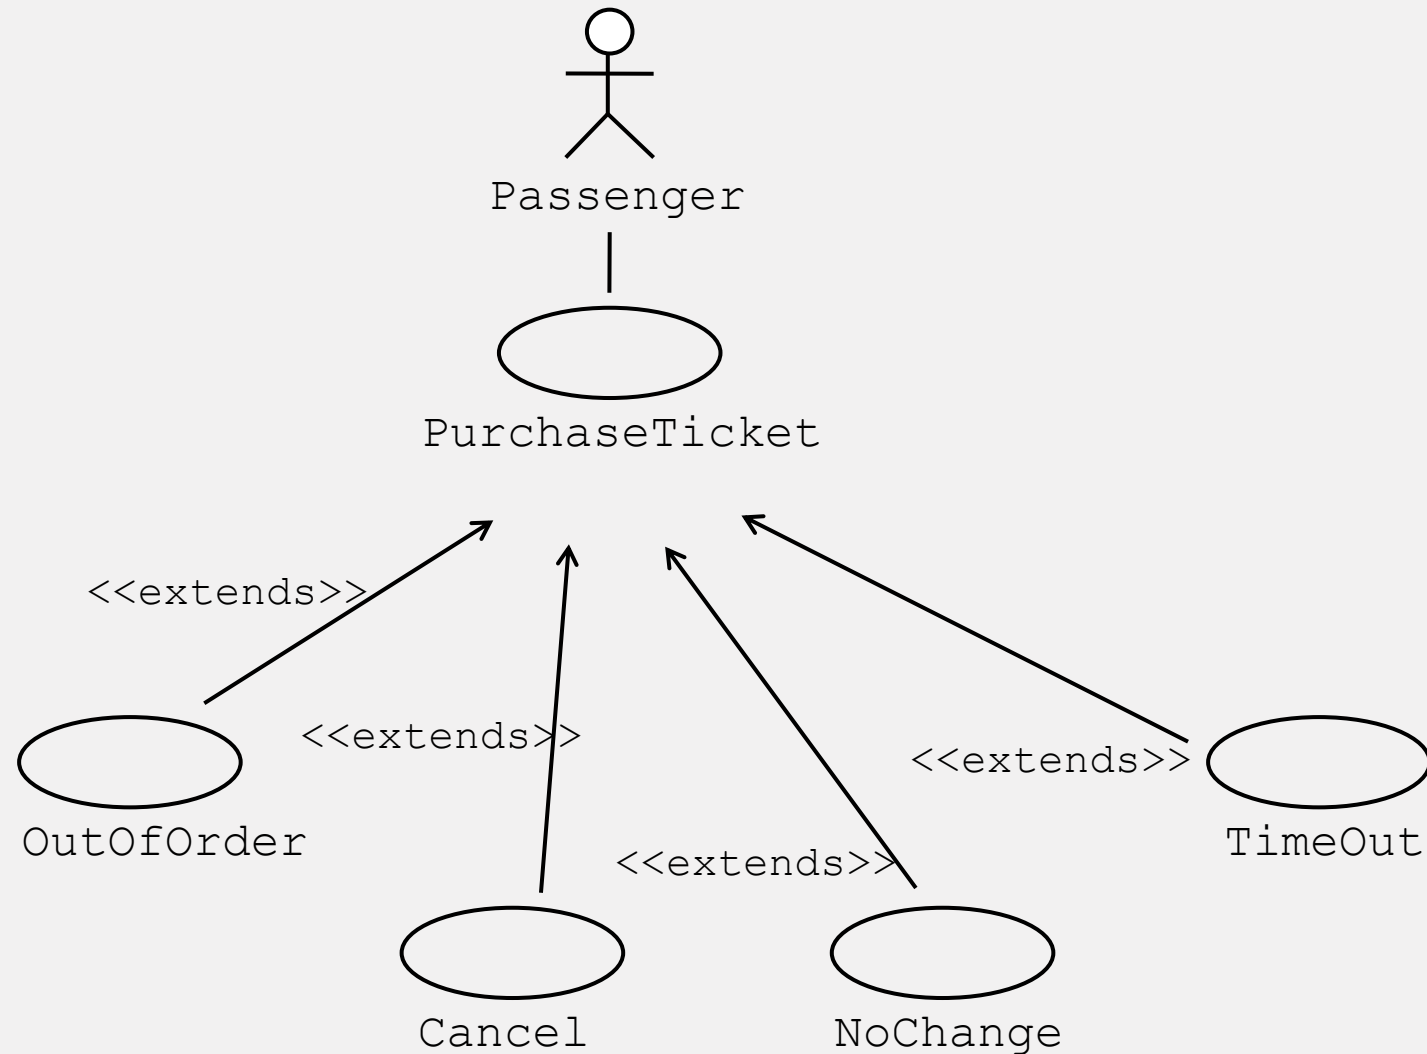 Passenger
PurchaseTicket
<<extends>>
<<extends>>
<<extends>>
OutOfOrder
TimeOut
<<extends>>
Cancel
NoChange